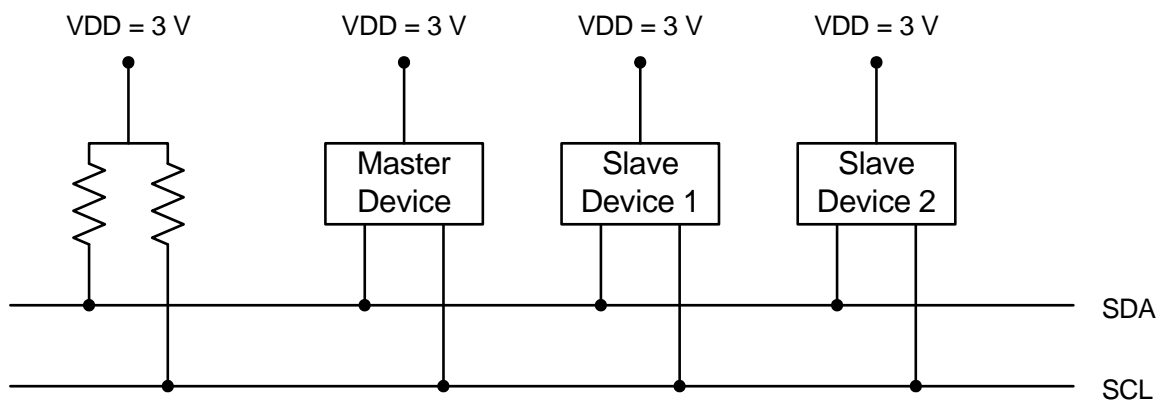 VDD = 3 V
VDD = 3 V
VDD = 3 V
VDD = 3 V
Master
Device
Slave
Device 1
Slave
Device 2
SDA
SCL